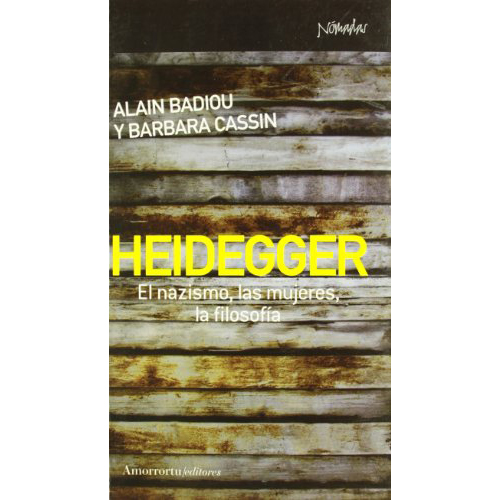 Nómadas
ALAIN BADIOU
Y BARBARA CASSIN
HEIDEGGER
El nazismo, las mujeres,
la filosofía
Amorrortu/editores